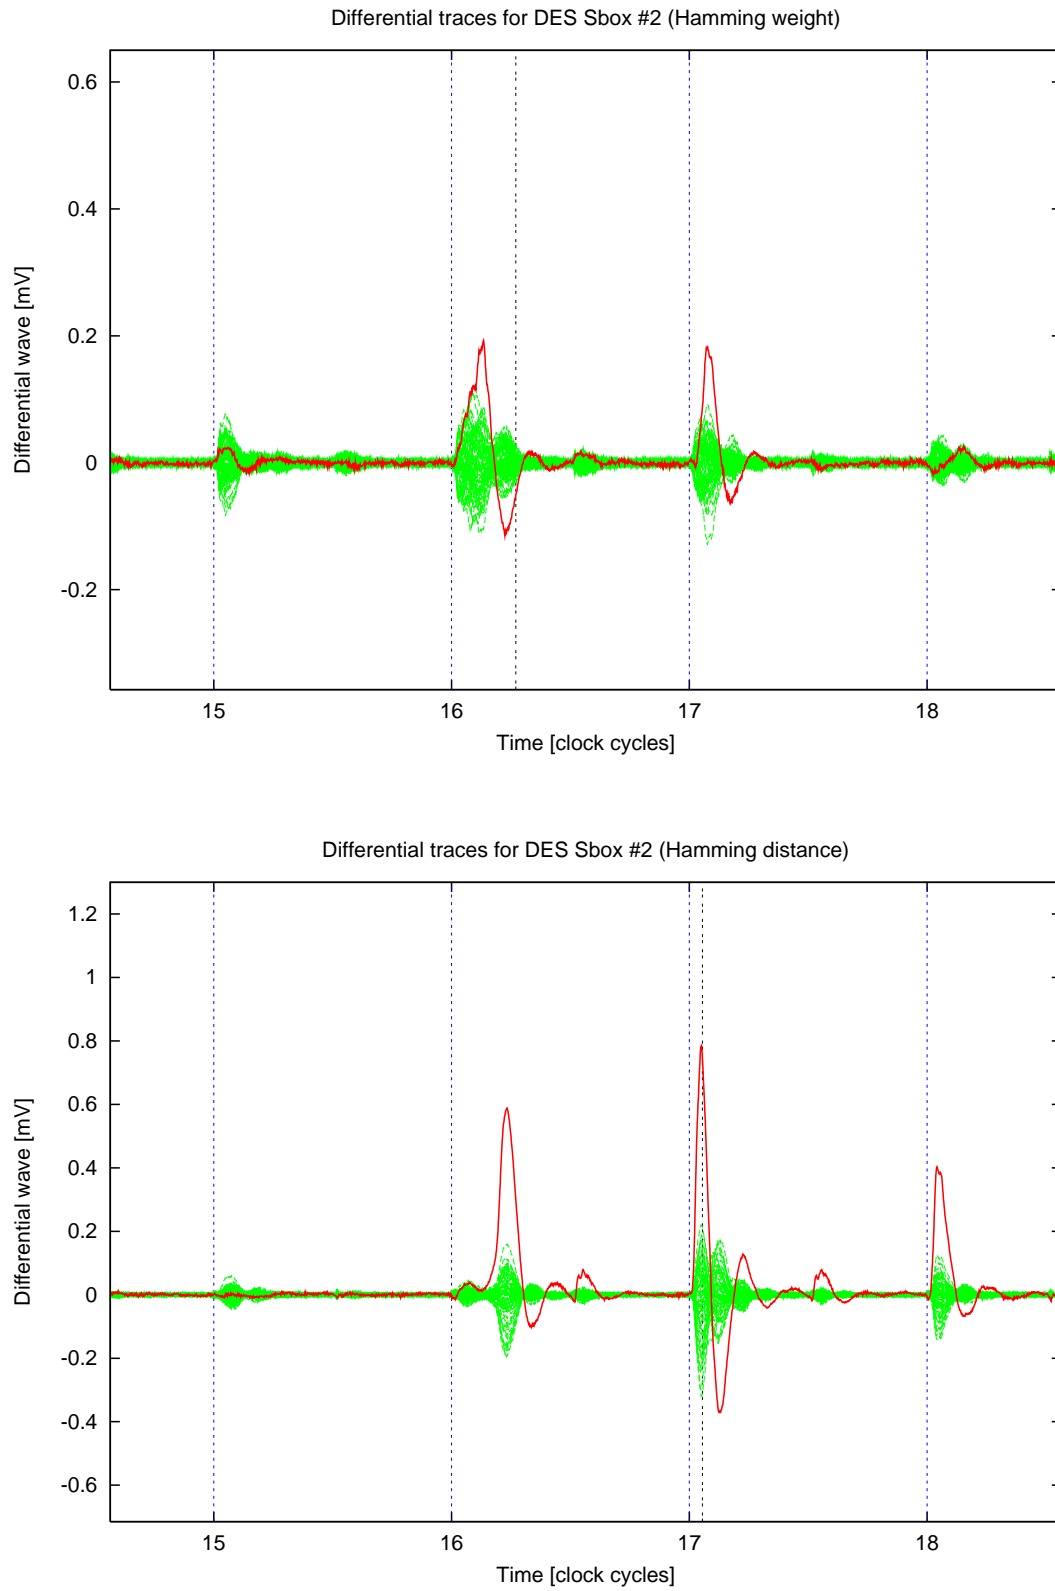 Differential traces for DES Sbox #2 (Hamming weight)
0.6
0.4
0.2
0
-0.2
Differential wave [mV]
15 16 17 18
Time [clock cycles]
Differential traces for DES Sbox #2 (Hamming distance)
1.2
1
0.8
0.6
0.4
0.2
0
-0.2
-0.4
-0.6
Differential wave [mV]
15 16 17 18
Time [clock cycles]